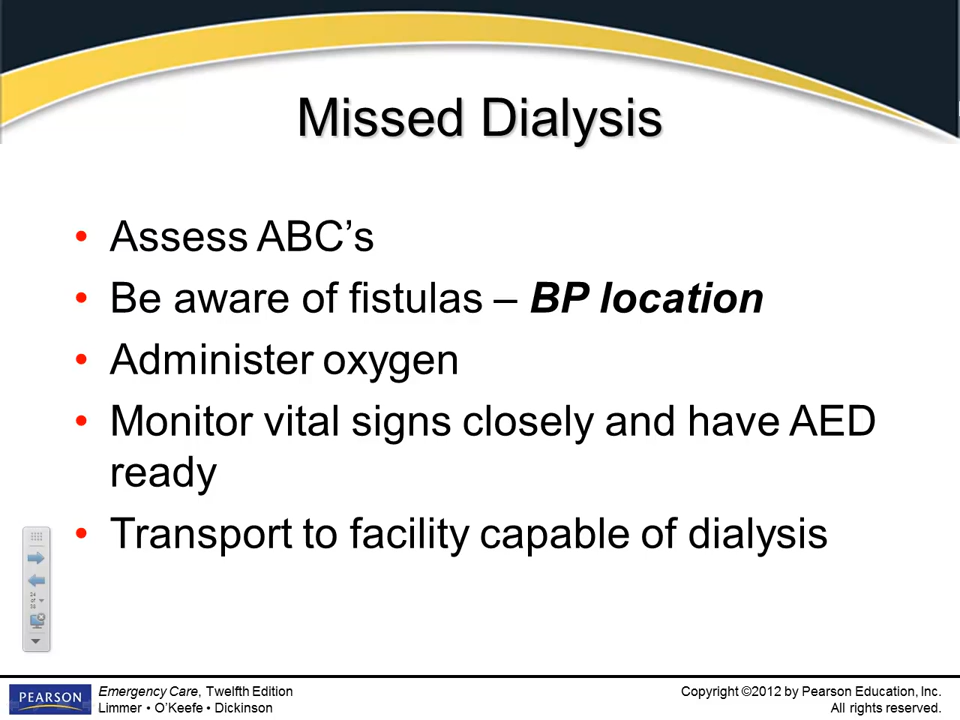 Missed Dialysis
• Assess ABC’s
• Be aware of fistulas – BP location
• Administer oxygen
• Monitor vital signs closely and have AED
ready
• Transport to facility capable of dialysis
PEARSON
Emergency Care, Twelfth Edition
Limmer • O’Keefe • Dickinson
Copyright ©2012 by Pearson Education, Inc.
All rights reserved.